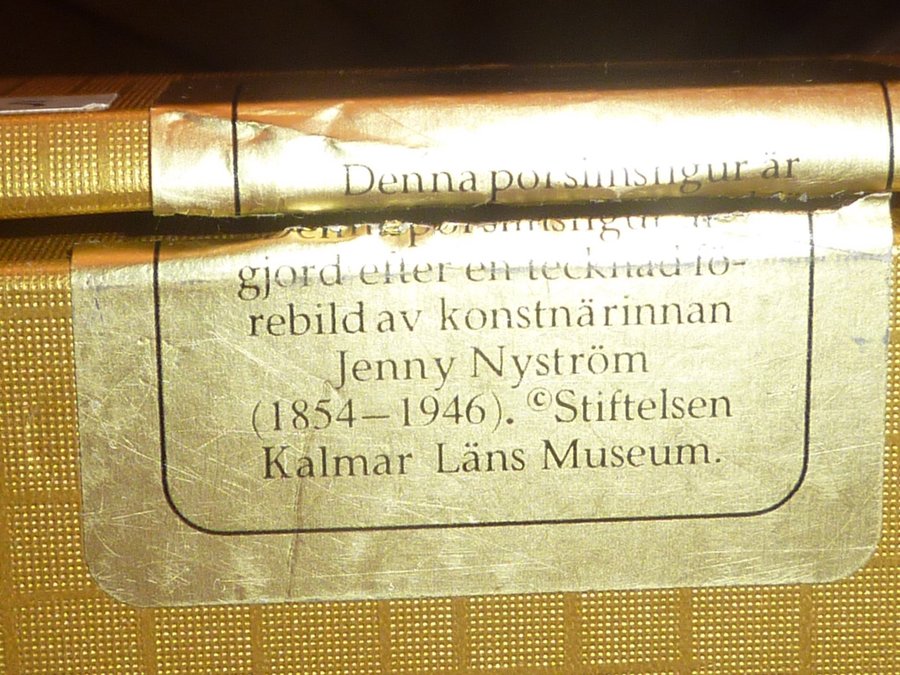 Denna porslinsfigur är
gjord efter en tecknad fö-
rebild av konstnärinnan
Jenny Nyström
(1854–1946). ©Stiftelsen
Kalmar Läns Museum.